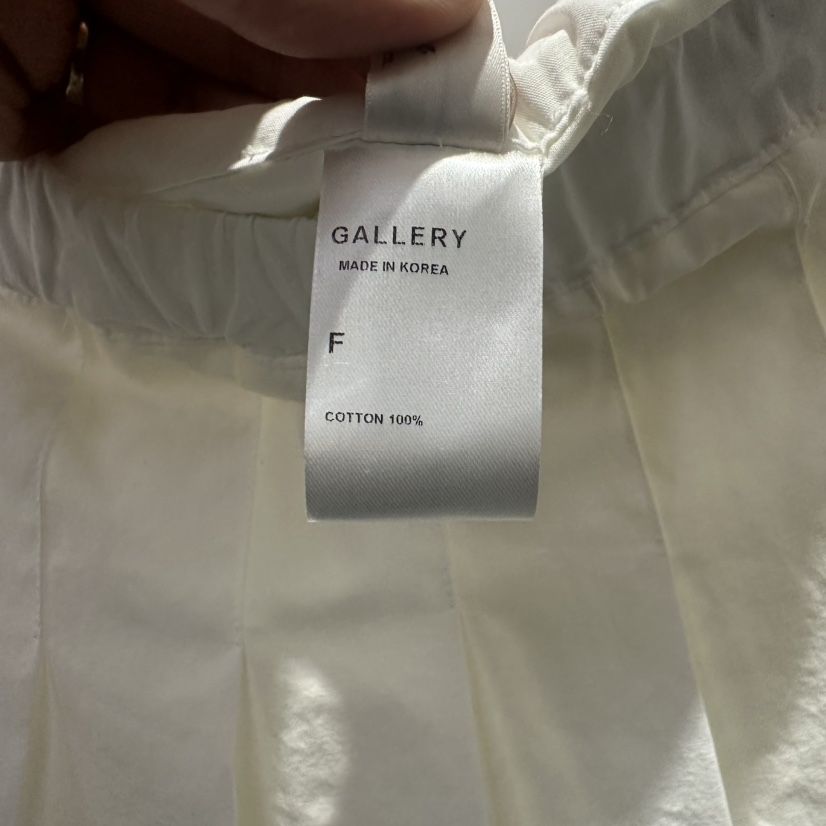 GALLERY
MADE IN KOREA
F
COTTON 100%